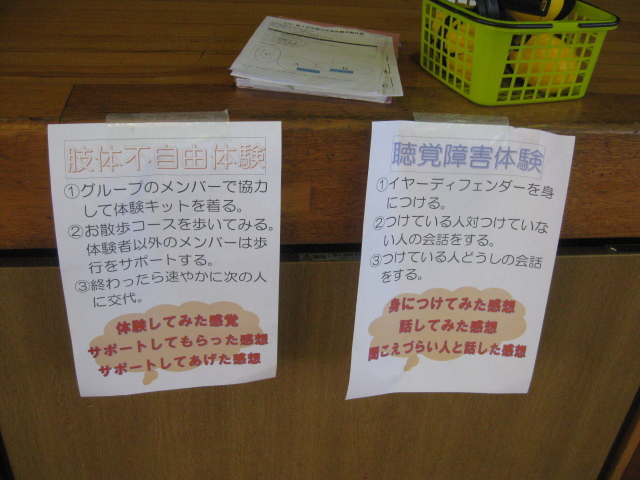 肢体不自由体験
①グループのメンバーで協力
して体験キットを着る。
②お散歩コースを歩いてみる。
体験者以外のメンバーは歩
行をサポートする。
③終わったら速やかに次の人
に交代。
体験してみた感覚
サポートしてもらった感想
サポートしてあげた感想
聴覚障害体験
①イヤーディフェンダーを身
につける。
②つけている人対つけていな
い人の会話をする。
③つけている人どうしの会話
をする。
身につけてみた感想
話してみた感想
聞こえづらい人と話した感想